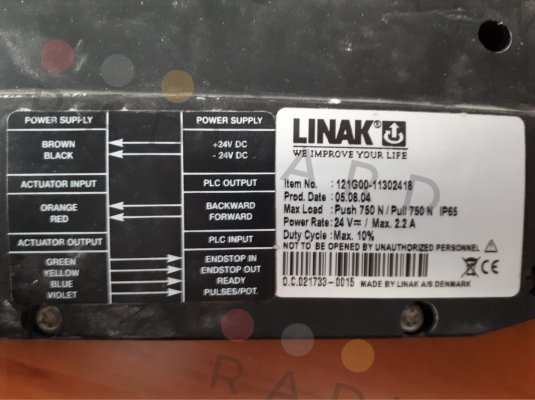 POWER SUPPLY POWER SUPPLY
BROWN +24V DC
BLACK - 24V DC
ACTUATOR INPUT PLC OUTPUT
ORANGE BACKWARD
RED FORWARD
ACTUATOR OUTPUT PLC INPUT
GREEN ENDSTOP IN
YELLOW ENDSTOP OUT
BLUE READY
VIOLET PULSES/POT.
LINAK®
WE IMPROVE YOUR LIFE
Item No. : 121G00-11302418
Prod. Date : 05.08.04
Max Load : Push 750 N / Pull 750 N IP65
Power Rate: 24 V⎓ / Max. 2.2 A
Duty Cycle : Max. 10%
NOT TO BE OPENED BY UNAUTHORIZED PERSONNEL
CE
O.C.021733-0015 MADE BY LINAK A/S DENMARK